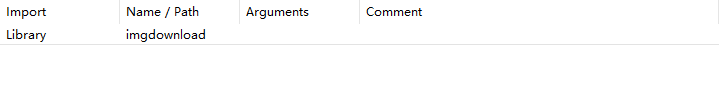 Import Name / Path Arguments Comment
Library imgdownload